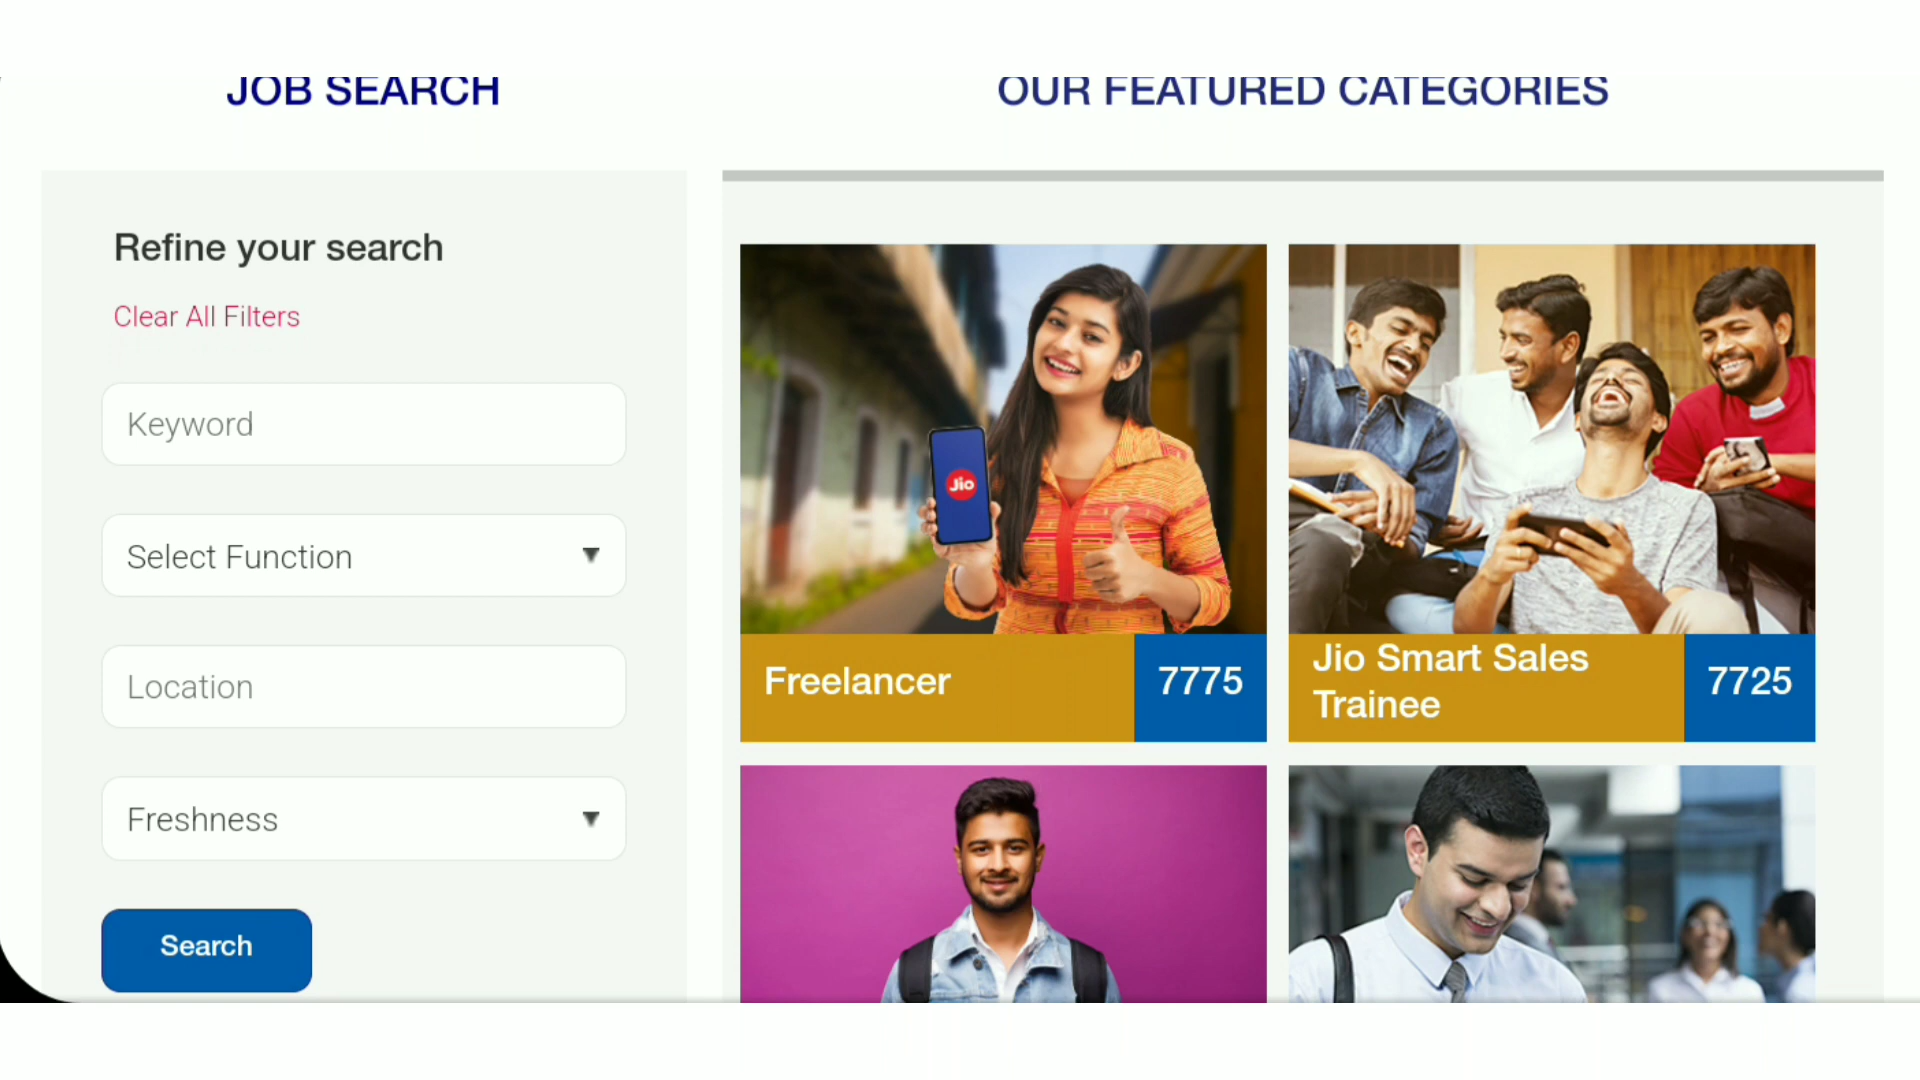 JOB SEARCH
OUR FEATURED CATEGORIES
Refine your search
Clear All Filters
Keyword
Select Function
Location
Freshness
Search
Jio
Freelancer
7775
Jio Smart Sales
Trainee
7725